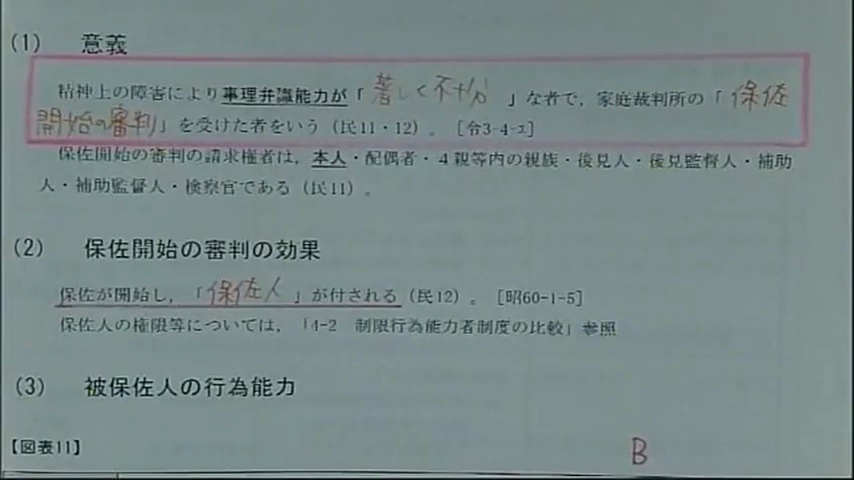 (1) 意義
精神上の障害により事理弁識能力が「著しく不十分」な者で，家庭裁判所の「保佐
開始の審判」を受けた者をいう（民11・12）。［令3-4-エ］
保佐開始の審判の請求権者は，本人・配偶者・４親等内の親族・後見人・後見監督人・補助
人・補助監督人・検察官である（民11）。
(2) 保佐開始の審判の効果
保佐が開始し，「保佐人」が付される（民12）。［昭60-1-5］
保佐人の権限等については，「4-2 制限行為能力者制度の比較」参照
(3) 被保佐人の行為能力
【図表11】
B